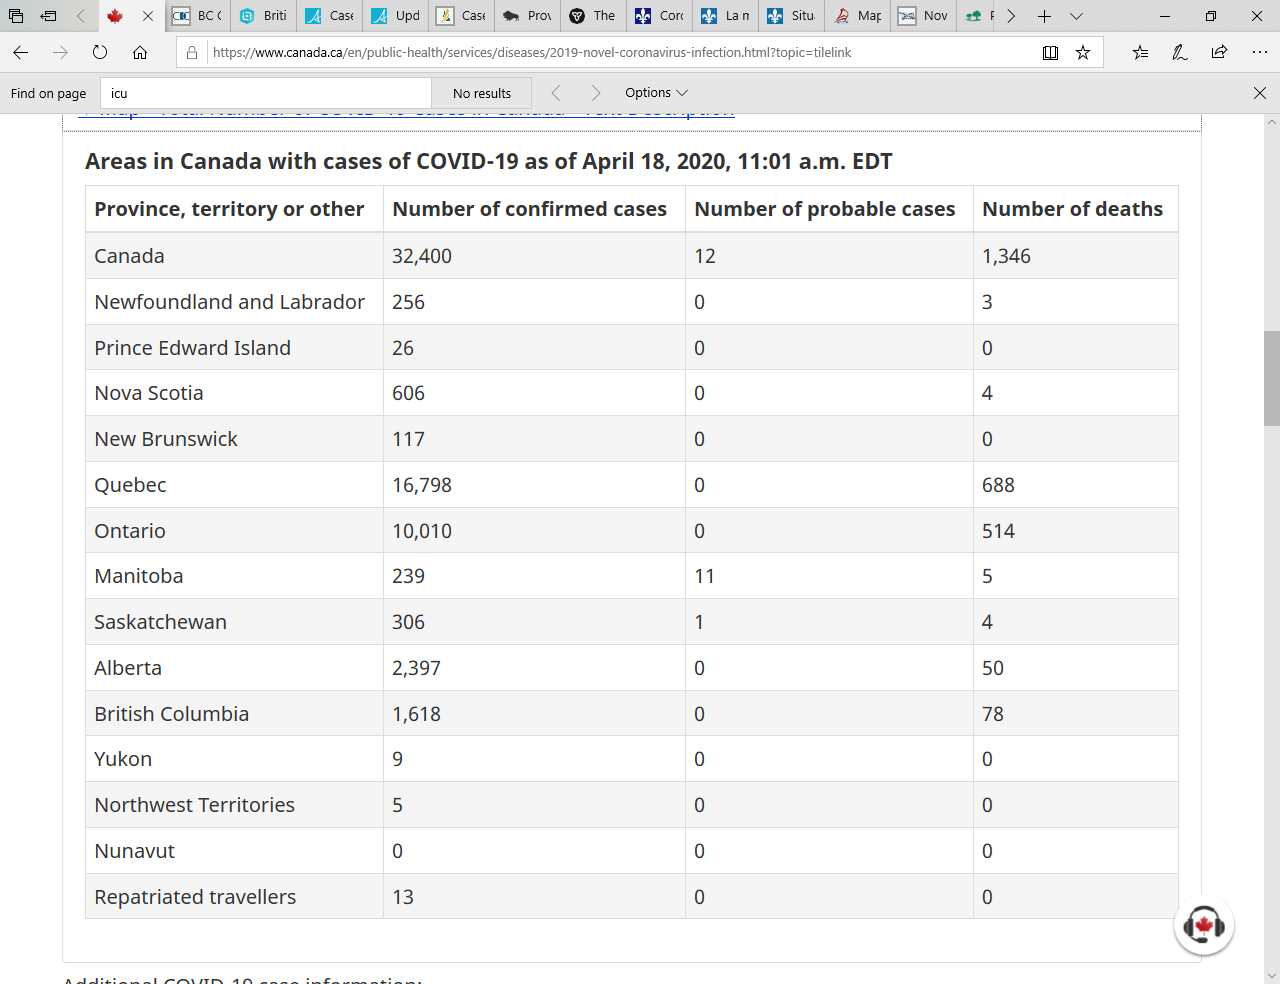 BC
Briti
Case
Upd
Case
Prov
The
Coro
La m
Situ
Map
Nov
https://www.canada.ca/en/public-health/services/diseases/2019-novel-coronavirus-infection.html?topic=tilelink
Find on page icu No results Options
Areas in Canada with cases of COVID-19 as of April 18, 2020, 11:01 a.m. EDT
Province, territory or other Number of confirmed cases Number of probable cases Number of deaths
Canada 32,400 12 1,346
Newfoundland and Labrador 256 0 3
Prince Edward Island 26 0 0
Nova Scotia 606 0 4
New Brunswick 117 0 0
Quebec 16,798 0 688
Ontario 10,010 0 514
Manitoba 239 11 5
Saskatchewan 306 1 4
Alberta 2,397 0 50
British Columbia 1,618 0 78
Yukon 9 0 0
Northwest Territories 5 0 0
Nunavut 0 0 0
Repatriated travellers 13 0 0
Additional COVID-19 case information: